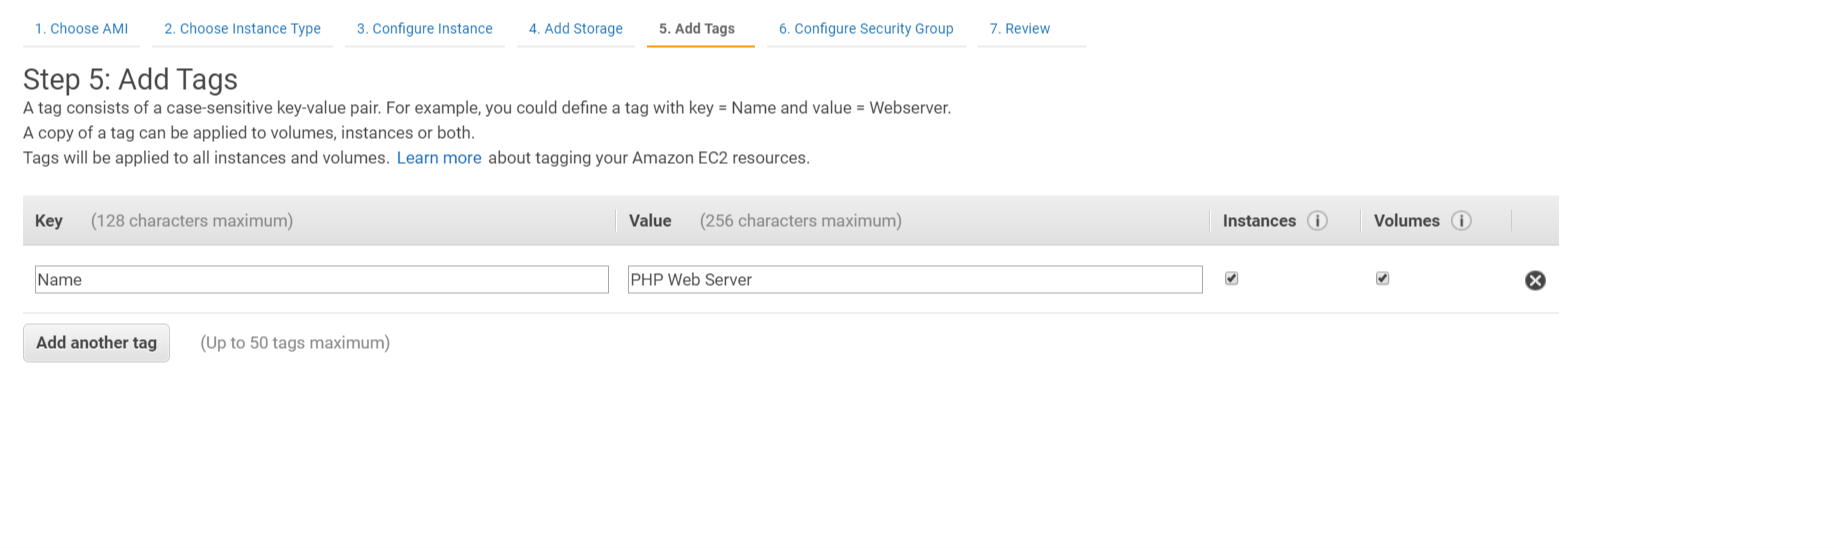 1. Choose AMI 2. Choose Instance Type 3. Configure Instance 4. Add Storage 5. Add Tags 6. Configure Security Group 7. Review
Step 5: Add Tags
A tag consists of a case-sensitive key-value pair. For example, you could define a tag with key = Name and value = Webserver.
A copy of a tag can be applied to volumes, instances or both.
Tags will be applied to all instances and volumes. Learn more about tagging your Amazon EC2 resources.
Key (128 characters maximum) Value (256 characters maximum) Instances i Volumes i
Name PHP Web Server
Add another tag (Up to 50 tags maximum)